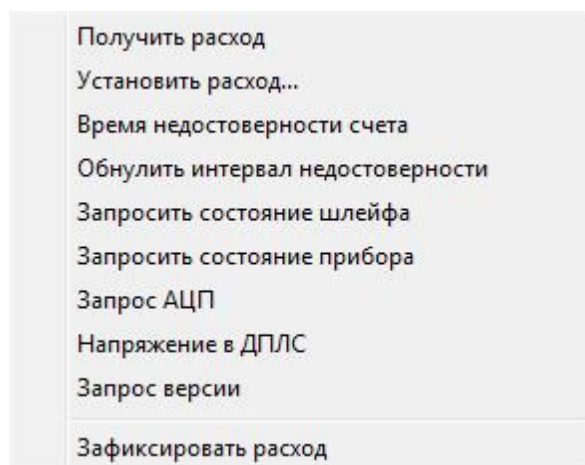 Получить расход
Установить расход...
Время недостоверности счета
Обнулить интервал недостоверности
Запросить состояние шлейфа
Запросить состояние прибора
Запрос АЦП
Напряжение в ДПЛС
Запрос версии
Зафиксировать расход